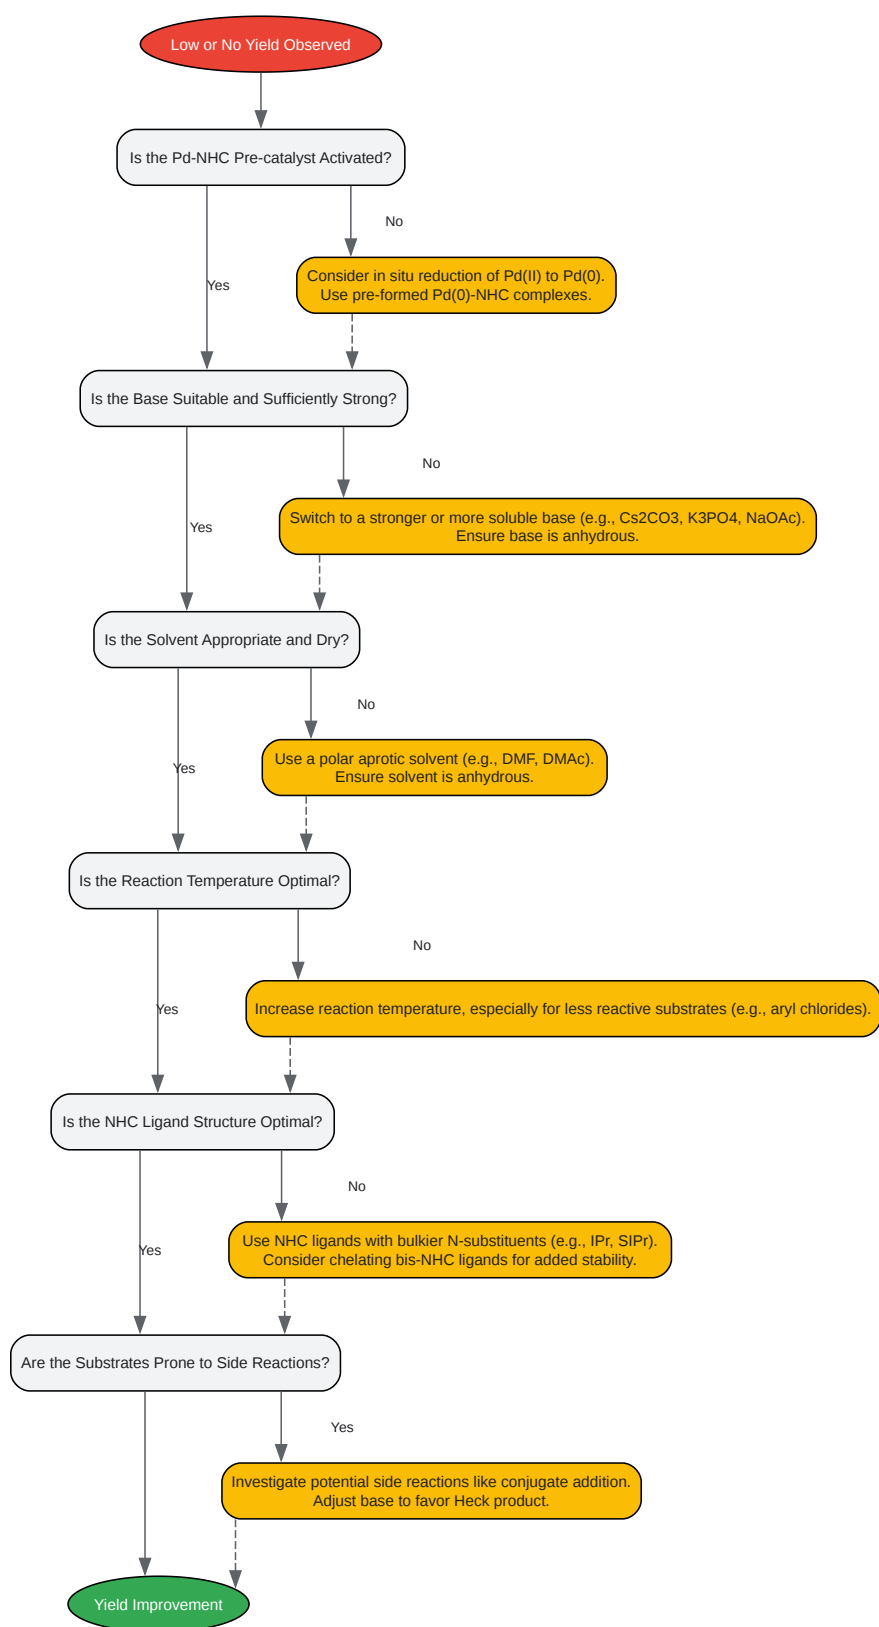 Low or No Yield Observed
Is the Pd-NHC Pre-catalyst Activated?
No
Consider in situ reduction of Pd(II) to Pd(0).
Use pre-formed Pd(0)-NHC complexes.
Yes
Is the Base Suitable and Sufficiently Strong?
No
Switch to a stronger or more soluble base (e.g., Cs2CO3, K3PO4, NaOAc).
Ensure base is anhydrous.
Yes
Is the Solvent Appropriate and Dry?
No
Use a polar aprotic solvent (e.g., DMF, DMAc).
Ensure solvent is anhydrous.
Yes
Is the Reaction Temperature Optimal?
No
Increase reaction temperature, especially for less reactive substrates (e.g., aryl chlorides).
Yes
Is the NHC Ligand Structure Optimal?
No
Use NHC ligands with bulkier N-substituents (e.g., IPr, SIPr).
Consider chelating bis-NHC ligands for added stability.
Yes
Are the Substrates Prone to Side Reactions?
Yes
Investigate potential side reactions like conjugate addition.
Adjust base to favor Heck product.
Yield Improvement